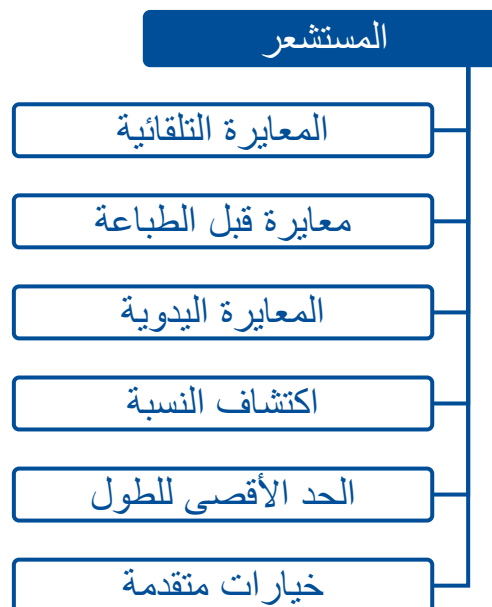 المستشعر
المعايرة التلقائية
معايرة قبل الطباعة
المعايرة اليدوية
اكتشاف النسبة
الحد الأقصى للطول
خيارات متقدمة